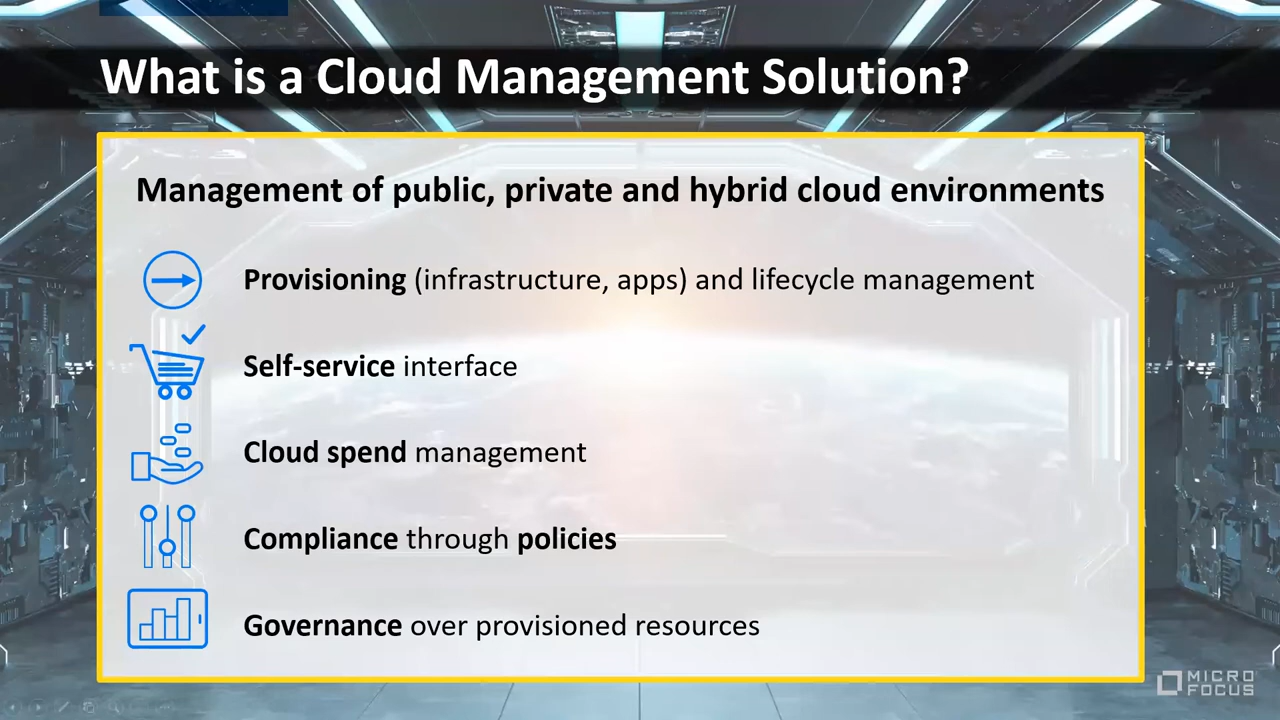 What is a Cloud Management Solution?
Management of public, private and hybrid cloud environments
Provisioning (infrastructure, apps) and lifecycle management
Self-service interface
Cloud spend management
Compliance through policies
Governance over provisioned resources
MICRO
FOCUS